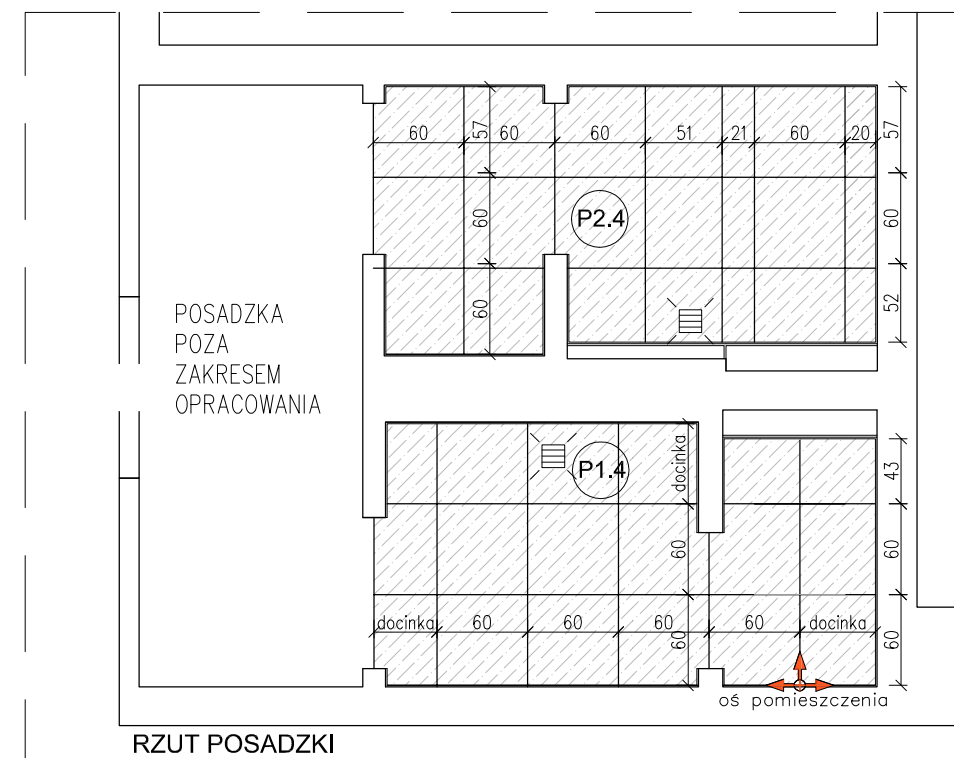 60
57
60
60
51
21
60
20
57
60
P2.4
60
60
52
POSADZKA
POZA
ZAKRESEM
OPRACOWANIA
docinka
P1.4
43
60
60
docinka
60
60
60
60
60
docinka
60
oś pomieszczenia
RZUT POSADZKI